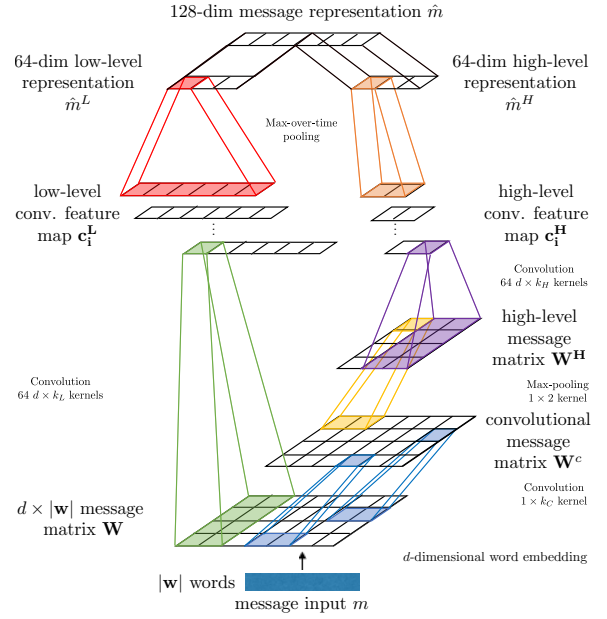 128-dim message representation m̂
64-dim low-level
representation
m̂^L
64-dim high-level
representation
m̂^H
Max-over-time
pooling
low-level
conv. feature
map c_i^L
high-level
conv. feature
map c_i^H
⋮
⋮
Convolution
64 d × k_H kernels
high-level
message
matrix W^H
Convolution
64 d × k_L kernels
Max-pooling
1 × 2 kernel
convolutional
message
matrix W^c
Convolution
1 × k_C kernel
d × |w| message
matrix W
d-dimensional word embedding
|w| words
message input m